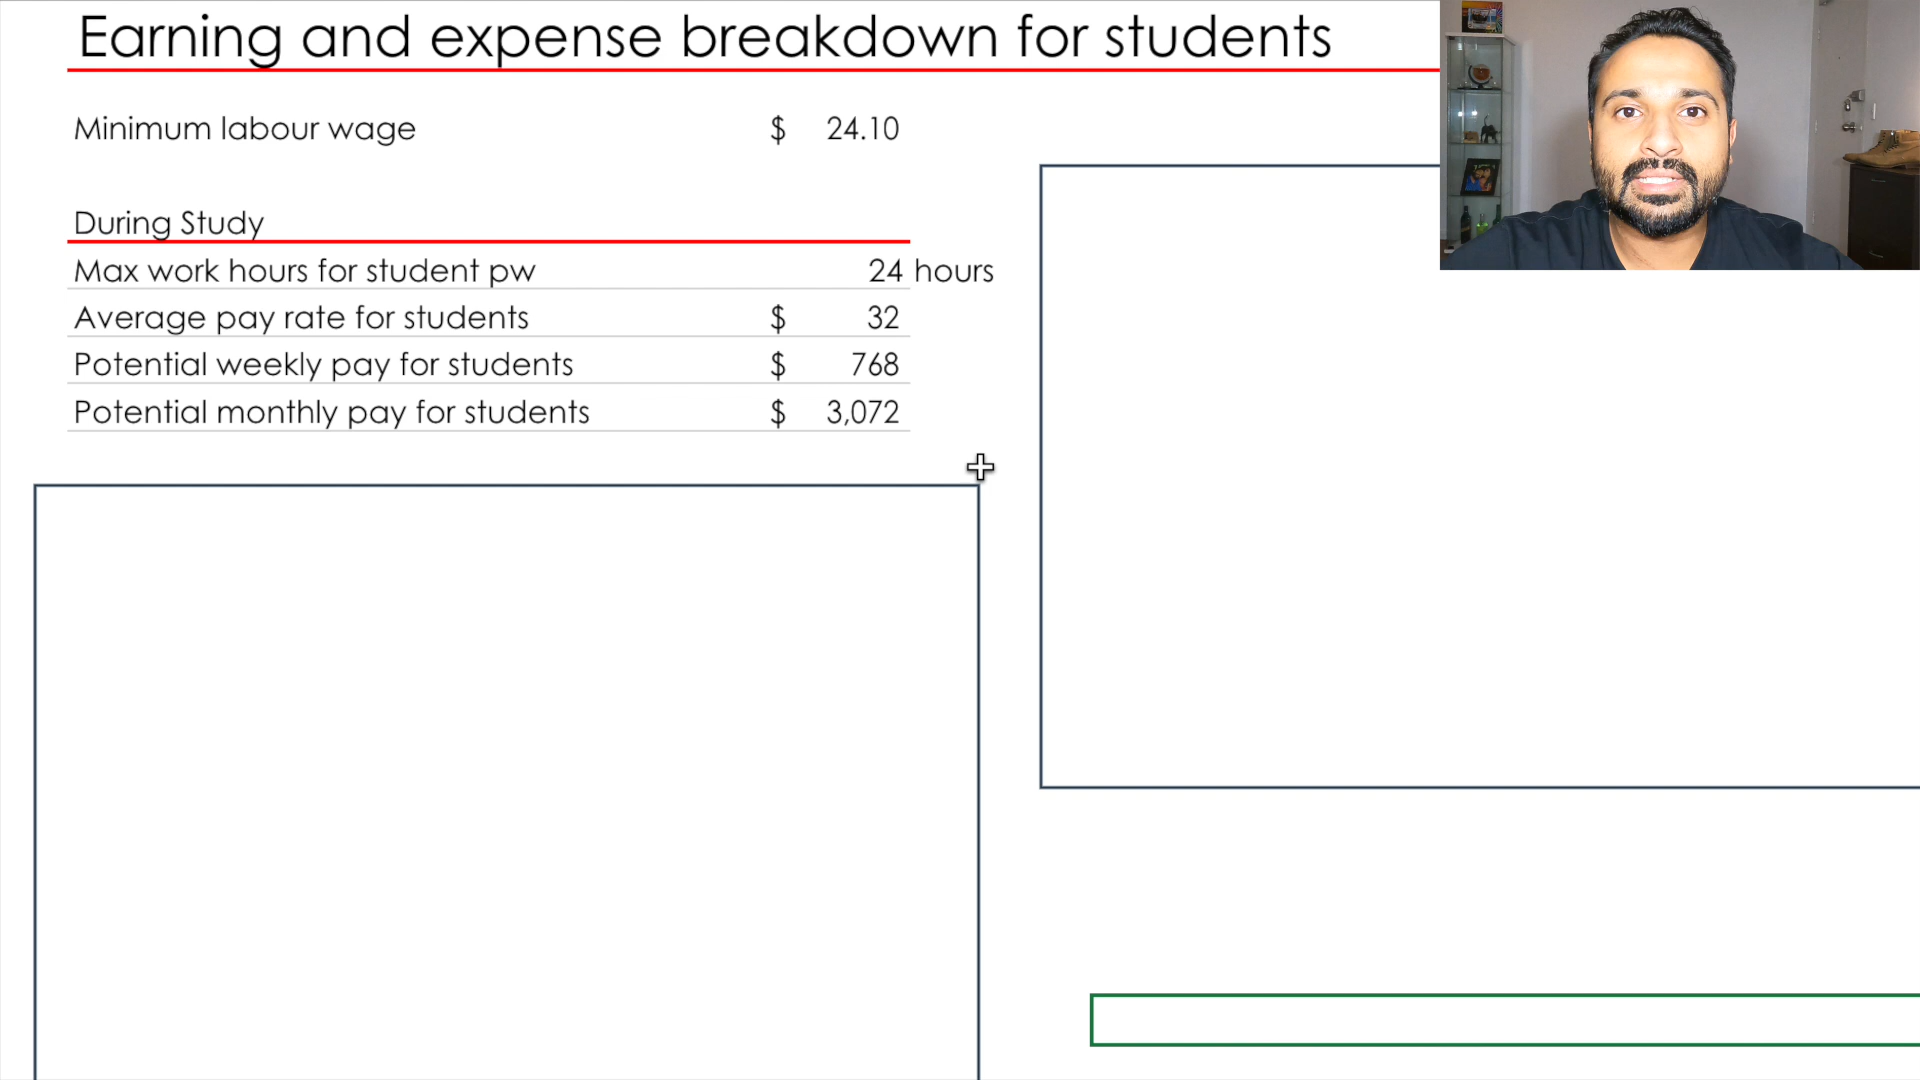 Earning and expense breakdown for students
Minimum labour wage $ 24.10
During Study
Max work hours for student pw 24 hours
Average pay rate for students $ 32
Potential weekly pay for students $ 768
Potential monthly pay for students $ 3,072